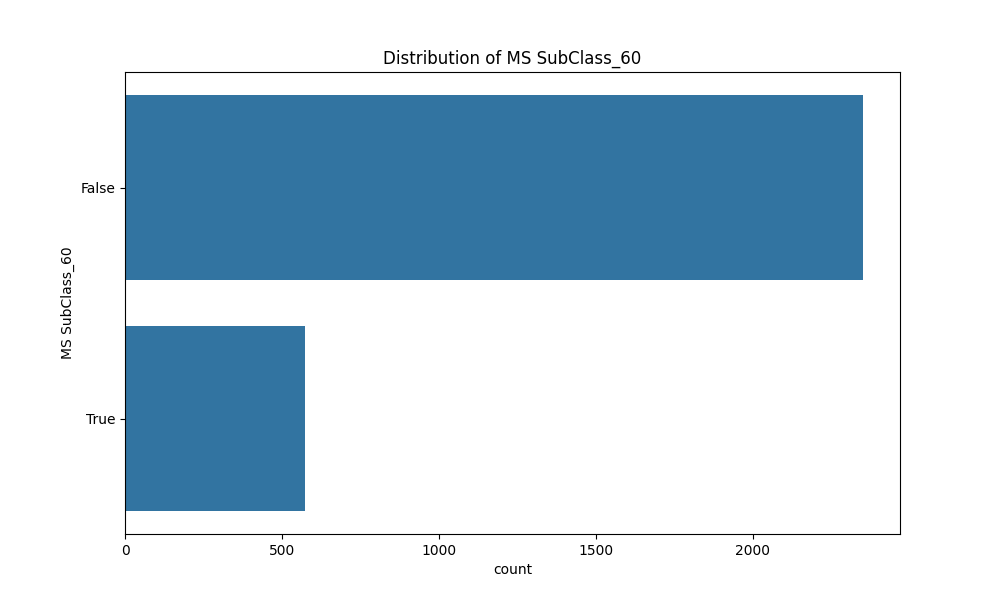 Distribution of MS SubClass_60
MS SubClass_60
False
True
0 500 1000 1500 2000
count